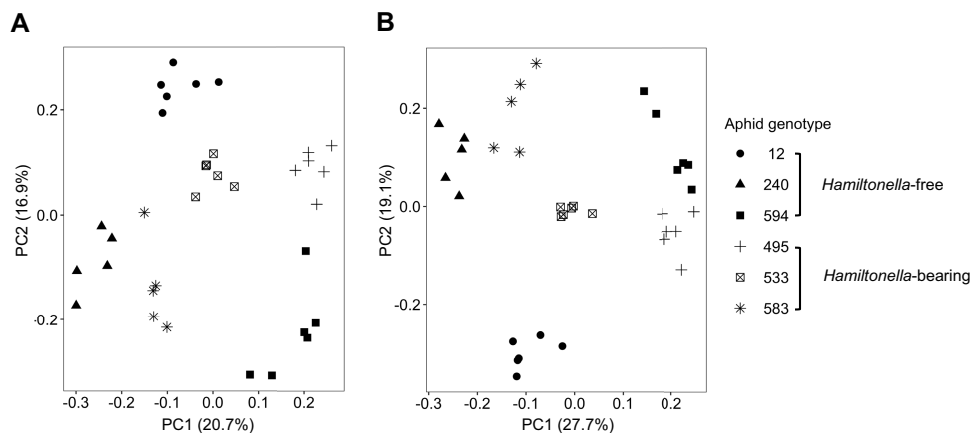 A
B
0.2
0.0
-0.2
PC2 (16.9%)
-0.3 -0.2 -0.1 0.0 0.1 0.2
PC1 (20.7%)
0.2
0.0
-0.2
PC2 (19.1%)
-0.3 -0.2 -0.1 0.0 0.1 0.2
PC1 (27.7%)
Aphid genotype
12
240
594
Hamiltonella-free
495
533
583
Hamiltonella-bearing